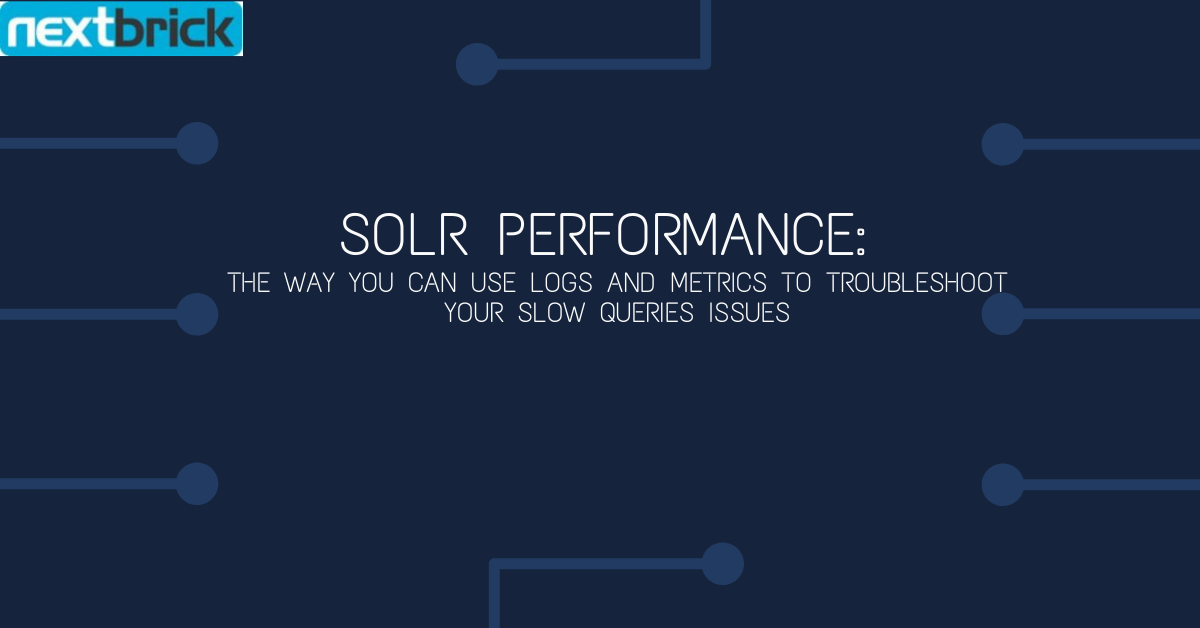 nextbrick
SOLR PERFORMANCE:
THE WAY YOU CAN USE LOGS AND METRICS TO TROUBLESHOOT
YOUR SLOW QUERIES ISSUES